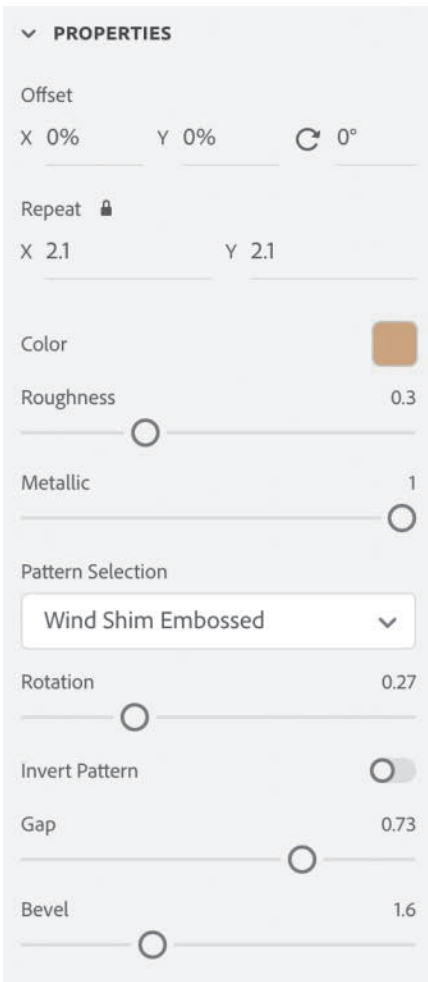 PROPERTIES
Offset
X 0% Y 0% 0°
Repeat
X 2.1 Y 2.1
Color
Roughness 0.3
Metallic 1
Pattern Selection
Wind Shim Embossed
Rotation 0.27
Invert Pattern
Gap 0.73
Bevel 1.6